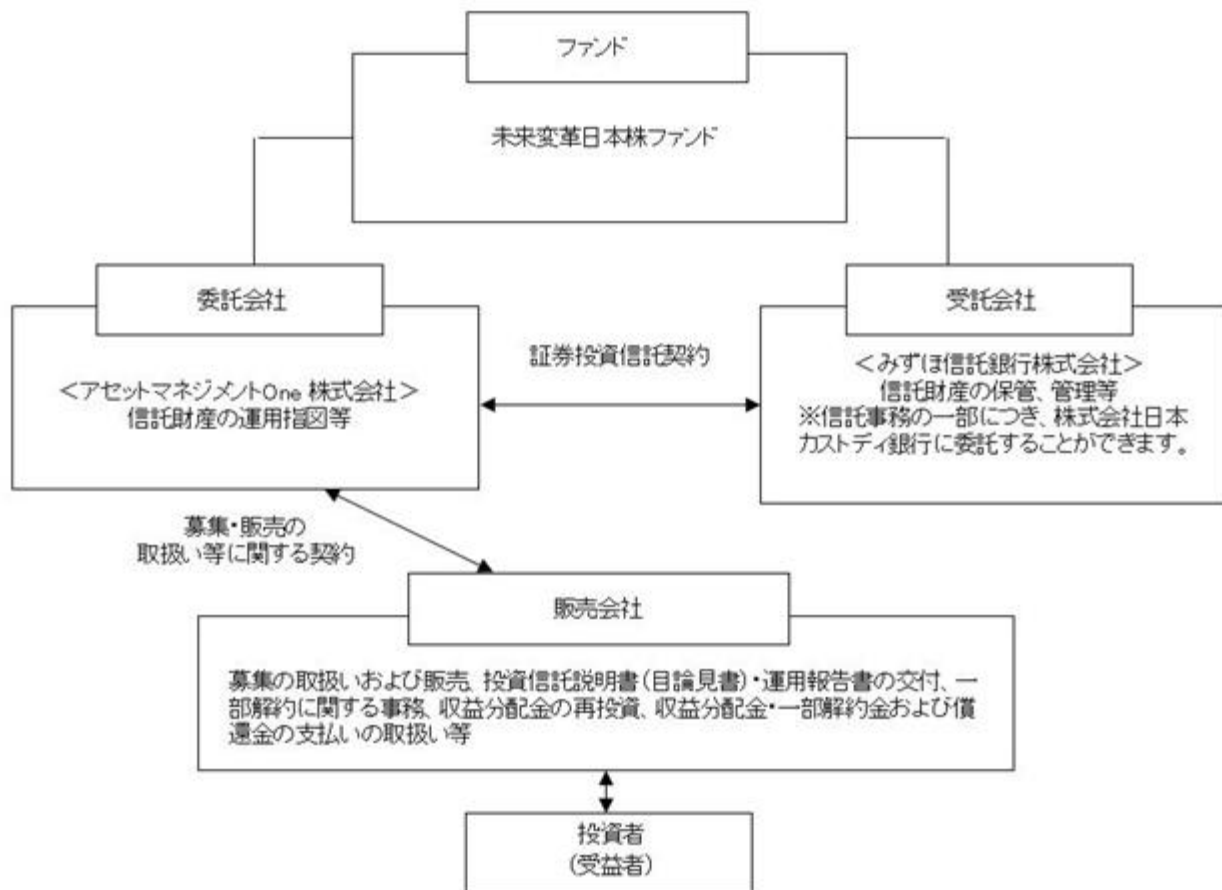 ファンド
未来変革日本株ファンド
委託会社
<アセットマネジメントOne 株式会社>
信託財産の運用指図等
証券投資信託契約
受託会社
<みずほ信託銀行株式会社>
信託財産の保管、管理等
※信託事務の一部につき、株式会社日本
カストディ銀行に委託することができます。
募集・販売の
取扱い等に関する契約
販売会社
募集の取扱いおよび販売、投資信託説明書(目論見書)・運用報告書の交付、一
部解約に関する事務、収益分配金の再投資、収益分配金・一部解約金および償
還金の支払いの取扱い等
投資者
(受益者)